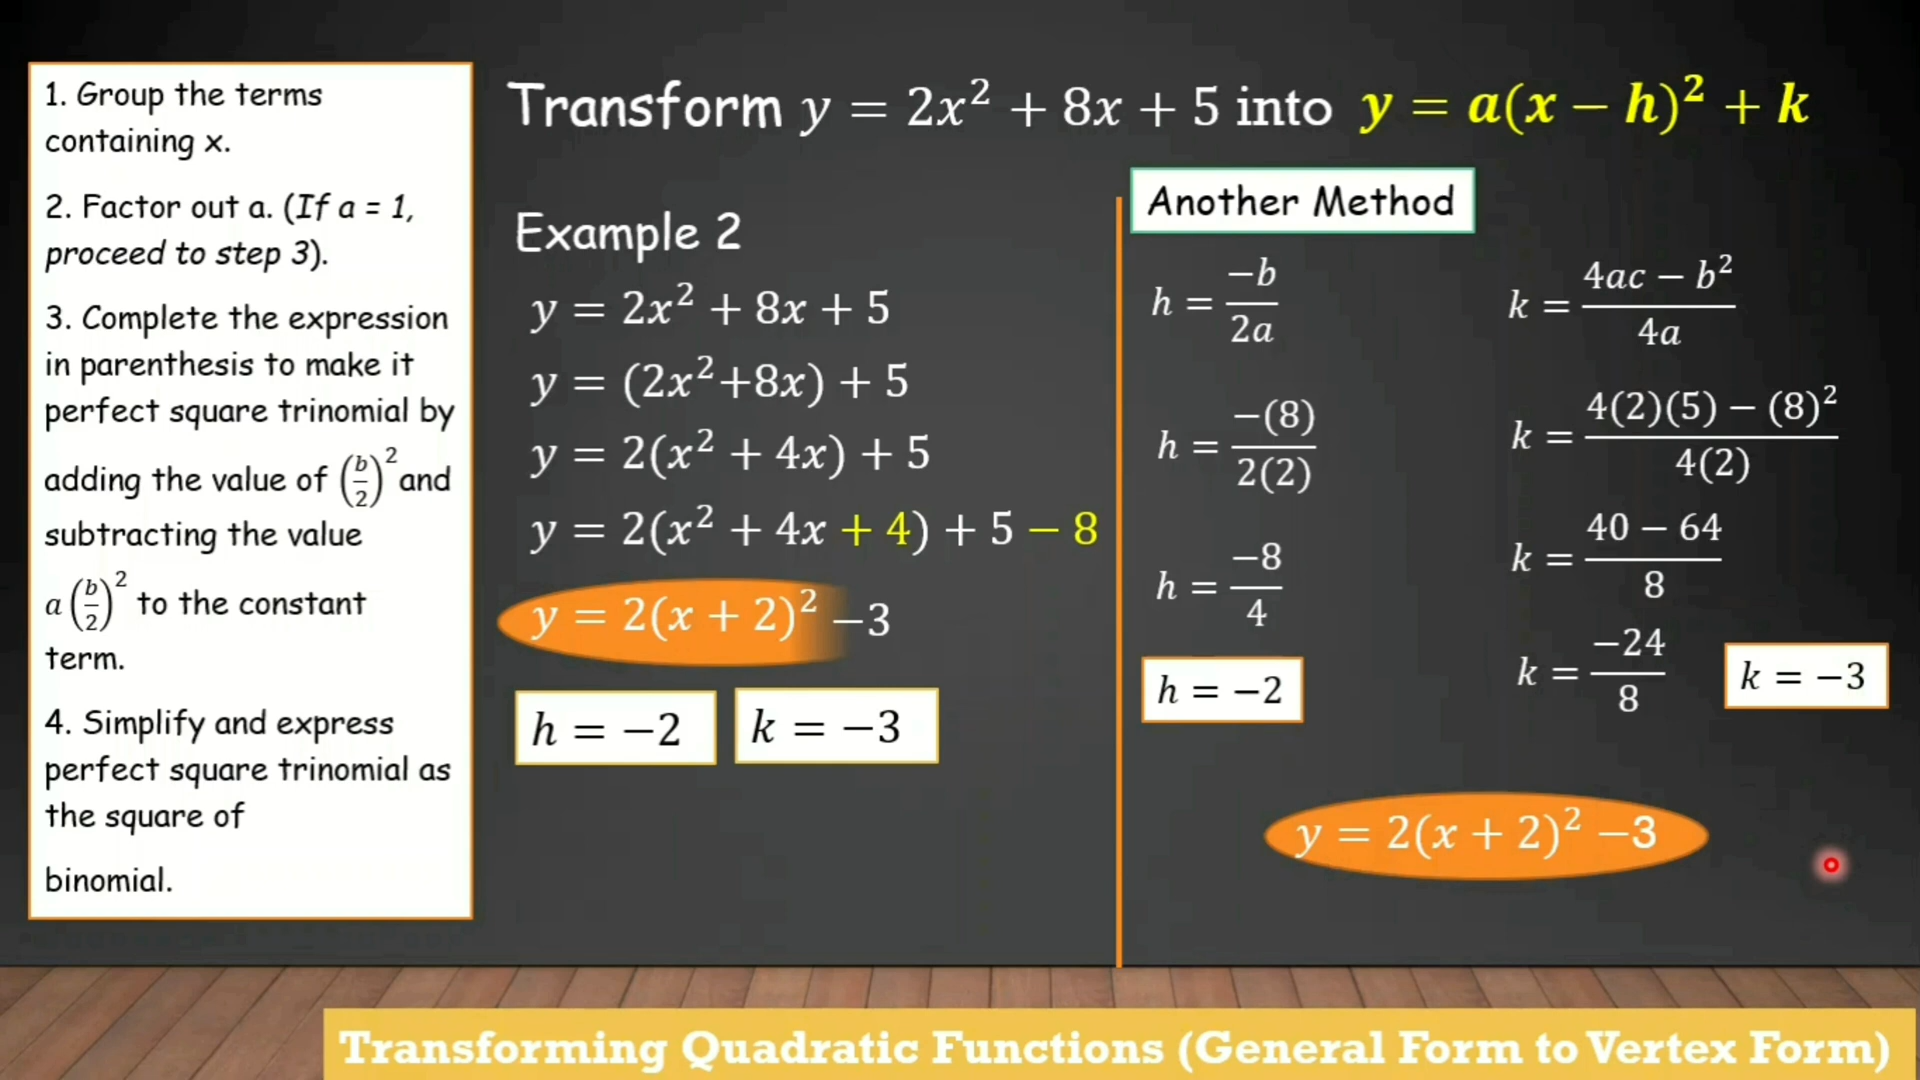 1. Group the terms
containing x.
2. Factor out a. (If a = 1,
proceed to step 3).
3. Complete the expression
in parenthesis to make it
perfect square trinomial by
adding the value of (b/2)² and
subtracting the value
a(b/2)² to the constant
term.
4. Simplify and express
perfect square trinomial as
the square of
binomial.
Transform y = 2x² + 8x + 5 into y = a(x − h)² + k
Example 2
y = 2x² + 8x + 5
y = (2x²+8x) + 5
y = 2(x² + 4x) + 5
y = 2(x² + 4x + 4) + 5 − 8
y = 2(x + 2)² −3
h = −2
k = −3
Another Method
h = −b/2a
h = −(8)/2(2)
h = −8/4
h = −2
k = (4ac − b²)/4a
k = (4(2)(5) − (8)²)/4(2)
k = (40 − 64)/8
k = −24/8
k = −3
y = 2(x + 2)² −3
Transforming Quadratic Functions (General Form to Vertex Form)